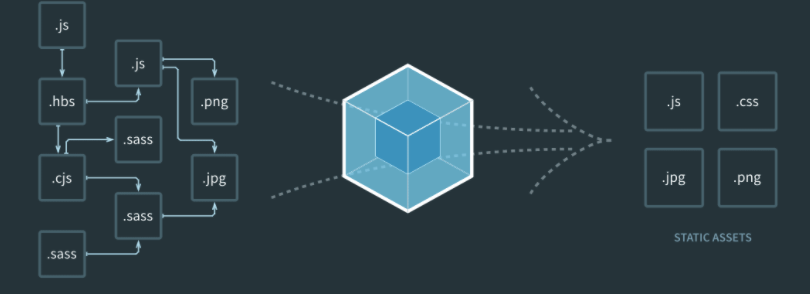 .js
.js
.hbs
.png
.sass
.cjs
.jpg
.sass
.sass
.js
.css
.jpg
.png
STATIC ASSETS